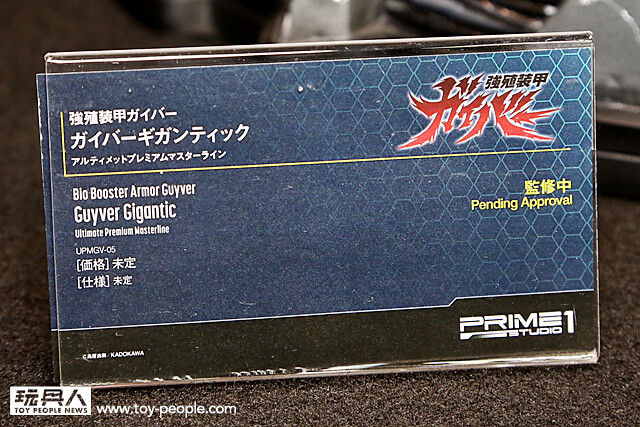 強殖装甲ガイバー
ガイバーギガンティック
アルティメットプレミアムマスターライン
強殖装甲
ガイバー
Bio Booster Armor Guyver
Guyver Gigantic
Ultimate Premium Masterline
監修中
Pending Approval
UPMGV-05
[価格] 未定
[仕様] 未定
©高屋良樹/KADOKAWA
PRIME 1
STUDIO
玩具人
TOY PEOPLE NEWS
www.toy-people.com